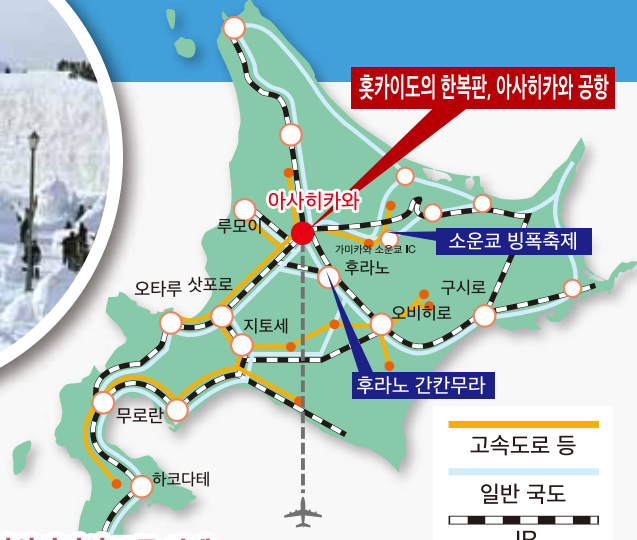 홋카이도의 한복판, 아사히카와 공항
아사히카와
루모이
가미카와 소운쿄 IC
소운쿄 빙폭축제
후라노
오타루
삿포로
구시로
지토세
오비히로
후라노 간칸무라
무로란
하코다테
고속도로 등
일반 국도
JR